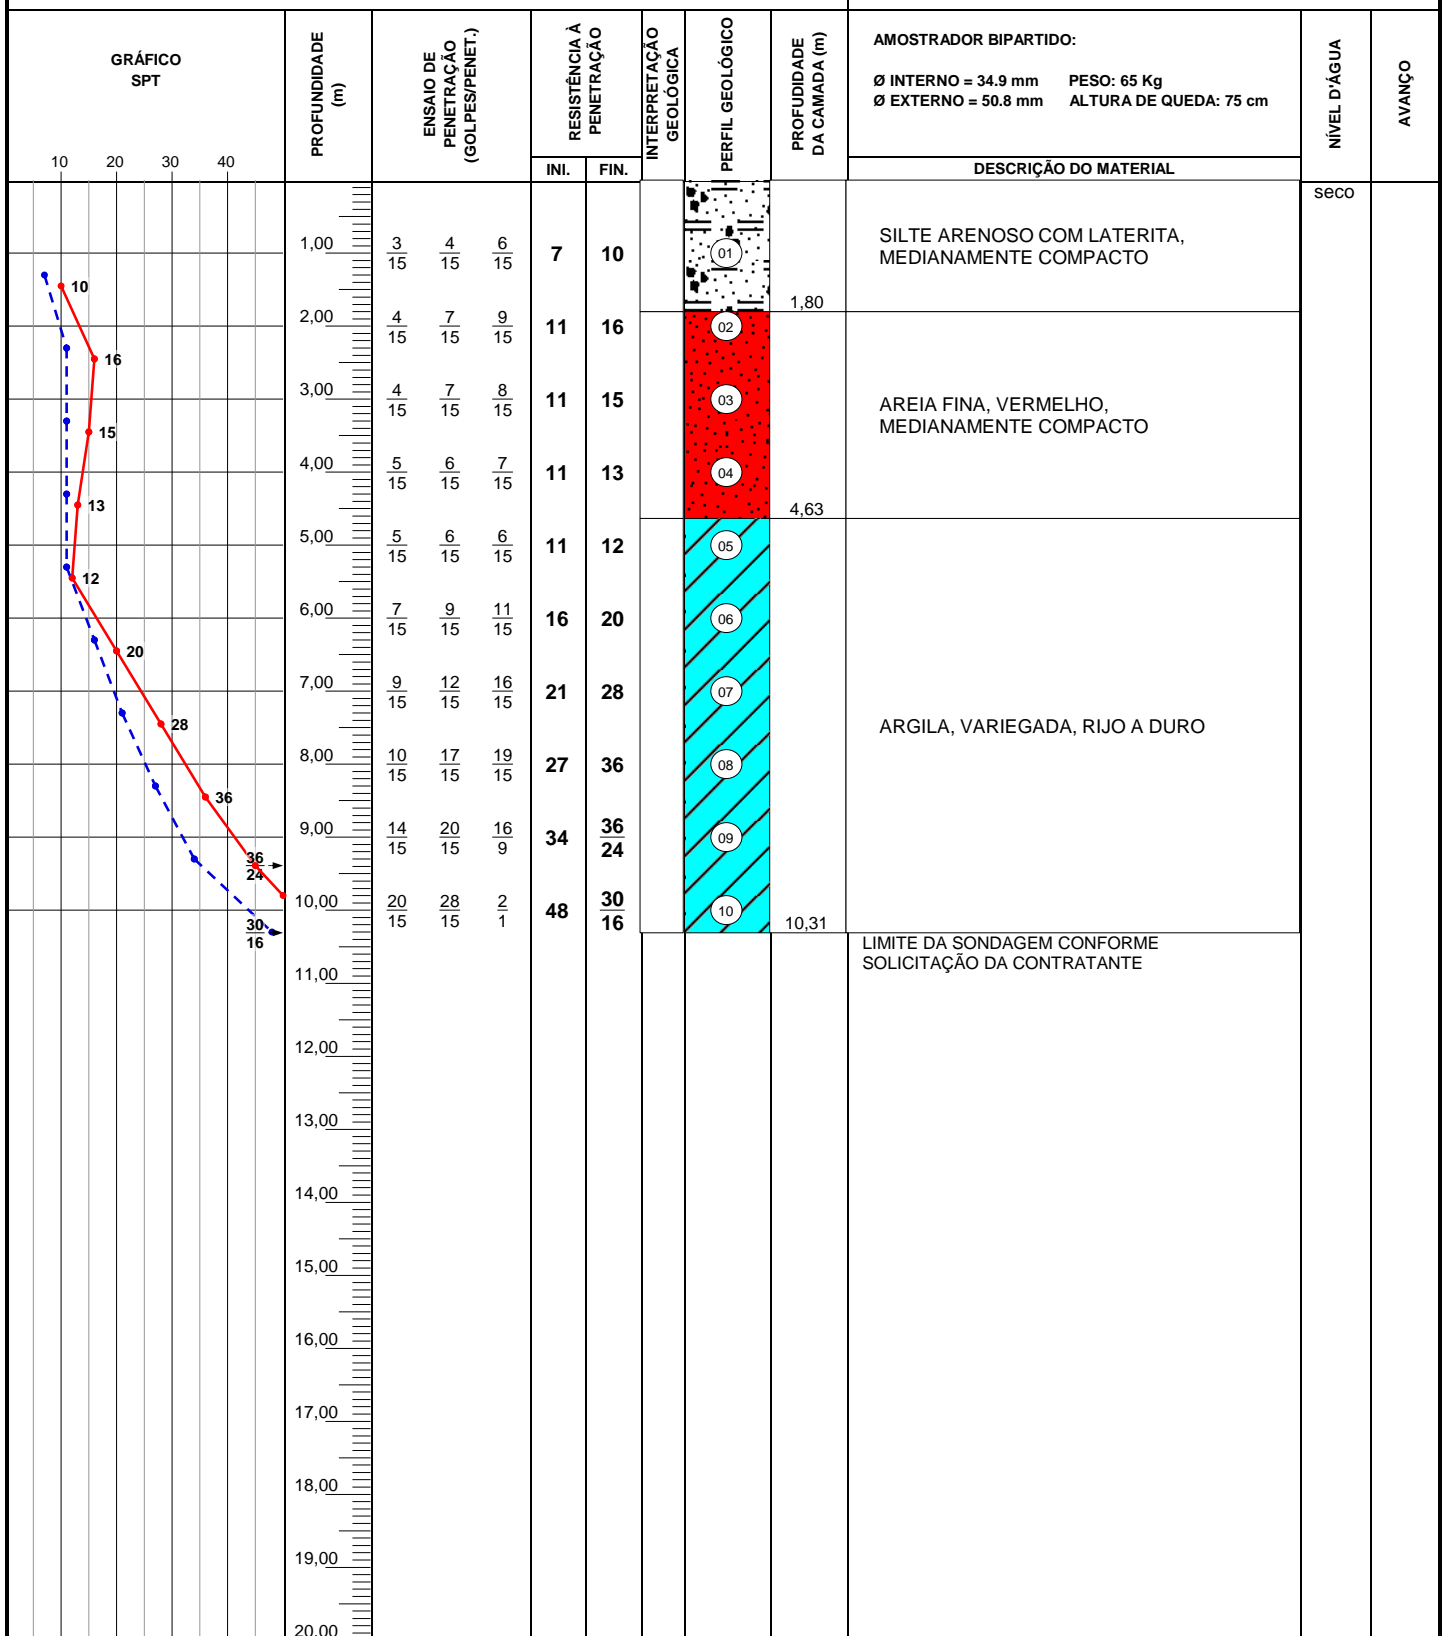 GRÁFICO
SPT
10 20 30 40
PROFUNDIDADE
(m)
ENSAIO DE
PENETRAÇÃO
(GOLPES/PENET.)
RESISTÊNCIA À
PENETRAÇÃO
INI. FIN.
INTERPRETAÇÃO
GEOLÓGICA
PERFIL GEOLÓGICO
PROFUDIDADE
DA CAMADA (m)
AMOSTRADOR BIPARTIDO:
Ø INTERNO = 34.9 mm PESO: 65 Kg
Ø EXTERNO = 50.8 mm ALTURA DE QUEDA: 75 cm
DESCRIÇÃO DO MATERIAL
NÍVEL D'ÁGUA
AVANÇO
seco
1,00 3/15 4/15 6/15 7 10 01
SILTE ARENOSO COM LATERITA,
MEDIANAMENTE COMPACTO
10
1,80
2,00 4/15 7/15 9/15 11 16 02
16
3,00 4/15 7/15 8/15 11 15 03
AREIA FINA, VERMELHO,
MEDIANAMENTE COMPACTO
15
4,00 5/15 6/15 7/15 11 13 04
13
4,63
5,00 5/15 6/15 6/15 11 12 05
12
6,00 7/15 9/15 11/15 16 20 06
20
7,00 9/15 12/15 16/15 21 28 07
28
ARGILA, VARIEGADA, RIJO A DURO
8,00 10/15 17/15 19/15 27 36 08
36
9,00 14/15 20/15 16/9 34 36/24 09
36/24
10,00 20/15 28/15 2/1 48 30/16 10
30/16
10,31
LIMITE DA SONDAGEM CONFORME
SOLICITAÇÃO DA CONTRATANTE
11,00
12,00
13,00
14,00
15,00
16,00
17,00
18,00
19,00
20,00